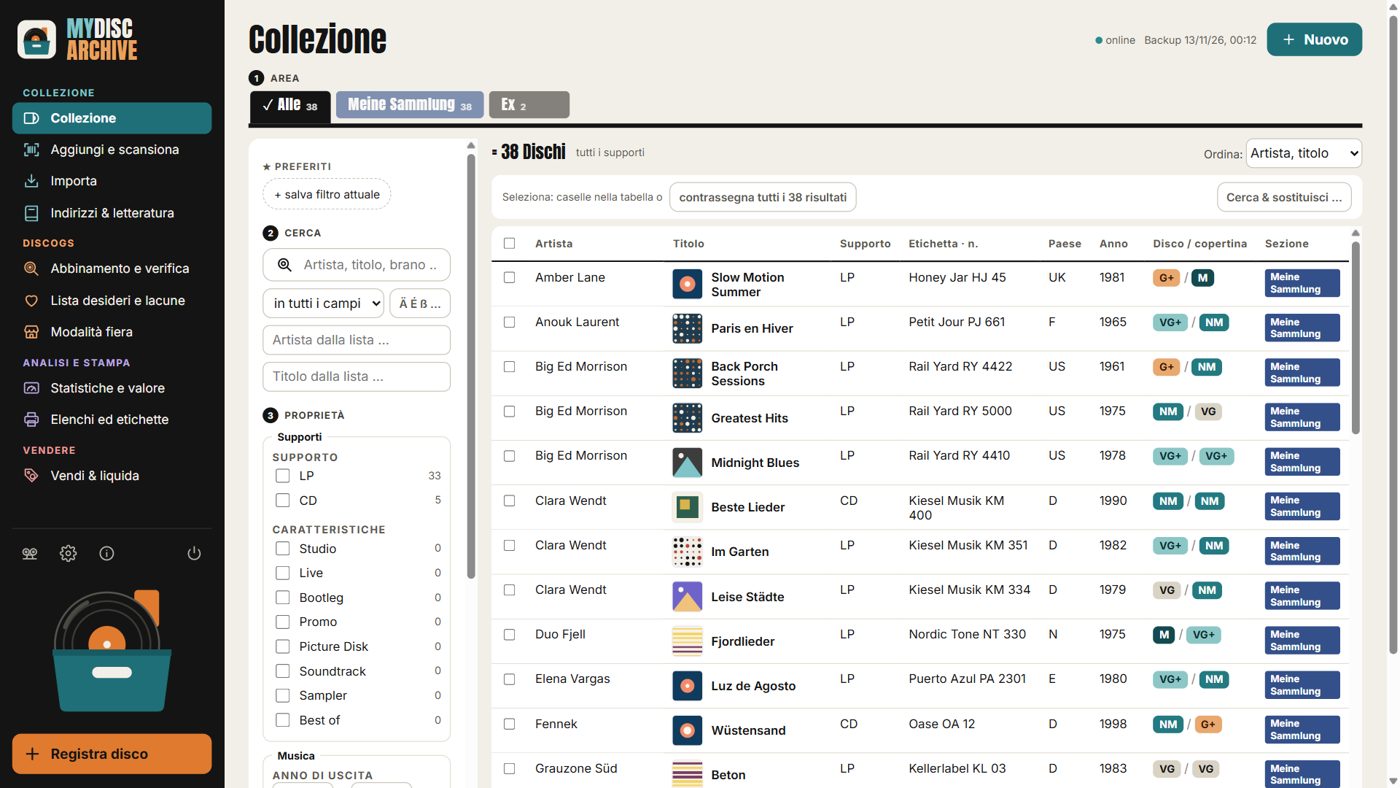 MYDISC
ARCHIVE
COLLEZIONE
Collezione
Aggiungi e scansiona
Importa
Indirizzi & letteratura
DISCOGS
Abbinamento e verifica
Lista desideri e lacune
Modalità fiera
ANALISI E STAMPA
Statistiche e valore
Elenchi ed etichette
VENDERE
Vendi & liquida
+ Registra disco
Collezione
online Backup 13/11/26, 00:12
+ Nuovo
1 AREA
✓ Alle 38
Meine Sammlung 38
Ex 2
★ PREFERITI
+ salva filtro attuale
2 CERCA
Artista, titolo, brano ..
in tutti i campi
Ä É ß ...
Artista dalla lista ...
Titolo dalla lista ...
3 PROPRIETÀ
Supporti
SUPPORTO
LP 33
CD 5
CARATTERISTICHE
Studio 0
Live 0
Bootleg 0
Promo 0
Picture Disk 0
Soundtrack 0
Sampler 0
Best of 0
Musica
ANNO DI USCITA
= 38 Dischi tutti i supporti
Ordina: Artista, titolo
Seleziona: caselle nella tabella o
contrassegna tutti i 38 risultati
Cerca & sostituisci ...
Artista Titolo Supporto Etichetta · n. Paese Anno Disco / copertina Sezione
Amber Lane Slow Motion Summer LP Honey Jar HJ 45 UK 1981 G+ / M Meine Sammlung
Anouk Laurent Paris en Hiver LP Petit Jour PJ 661 F 1965 VG+ / NM Meine Sammlung
Big Ed Morrison Back Porch Sessions LP Rail Yard RY 4422 US 1961 G+ / NM Meine Sammlung
Big Ed Morrison Greatest Hits LP Rail Yard RY 5000 US 1975 NM / VG Meine Sammlung
Big Ed Morrison Midnight Blues LP Rail Yard RY 4410 US 1978 VG+ / VG+ Meine Sammlung
Clara Wendt Beste Lieder CD Kiesel Musik KM 400 D 1990 NM / NM Meine Sammlung
Clara Wendt Im Garten LP Kiesel Musik KM 351 D 1982 VG+ / NM Meine Sammlung
Clara Wendt Leise Städte LP Kiesel Musik KM 334 D 1979 VG / NM Meine Sammlung
Duo Fjell Fjordlieder LP Nordic Tone NT 330 N 1975 M / VG+ Meine Sammlung
Elena Vargas Luz de Agosto LP Puerto Azul PA 2301 E 1980 VG+ / NM Meine Sammlung
Fennek Wüstensand CD Oase OA 12 D 1998 NM / G+ Meine Sammlung
Grauzone Süd Beton LP Kellerlabel KL 03 D 1983 VG / VG Meine Sammlung